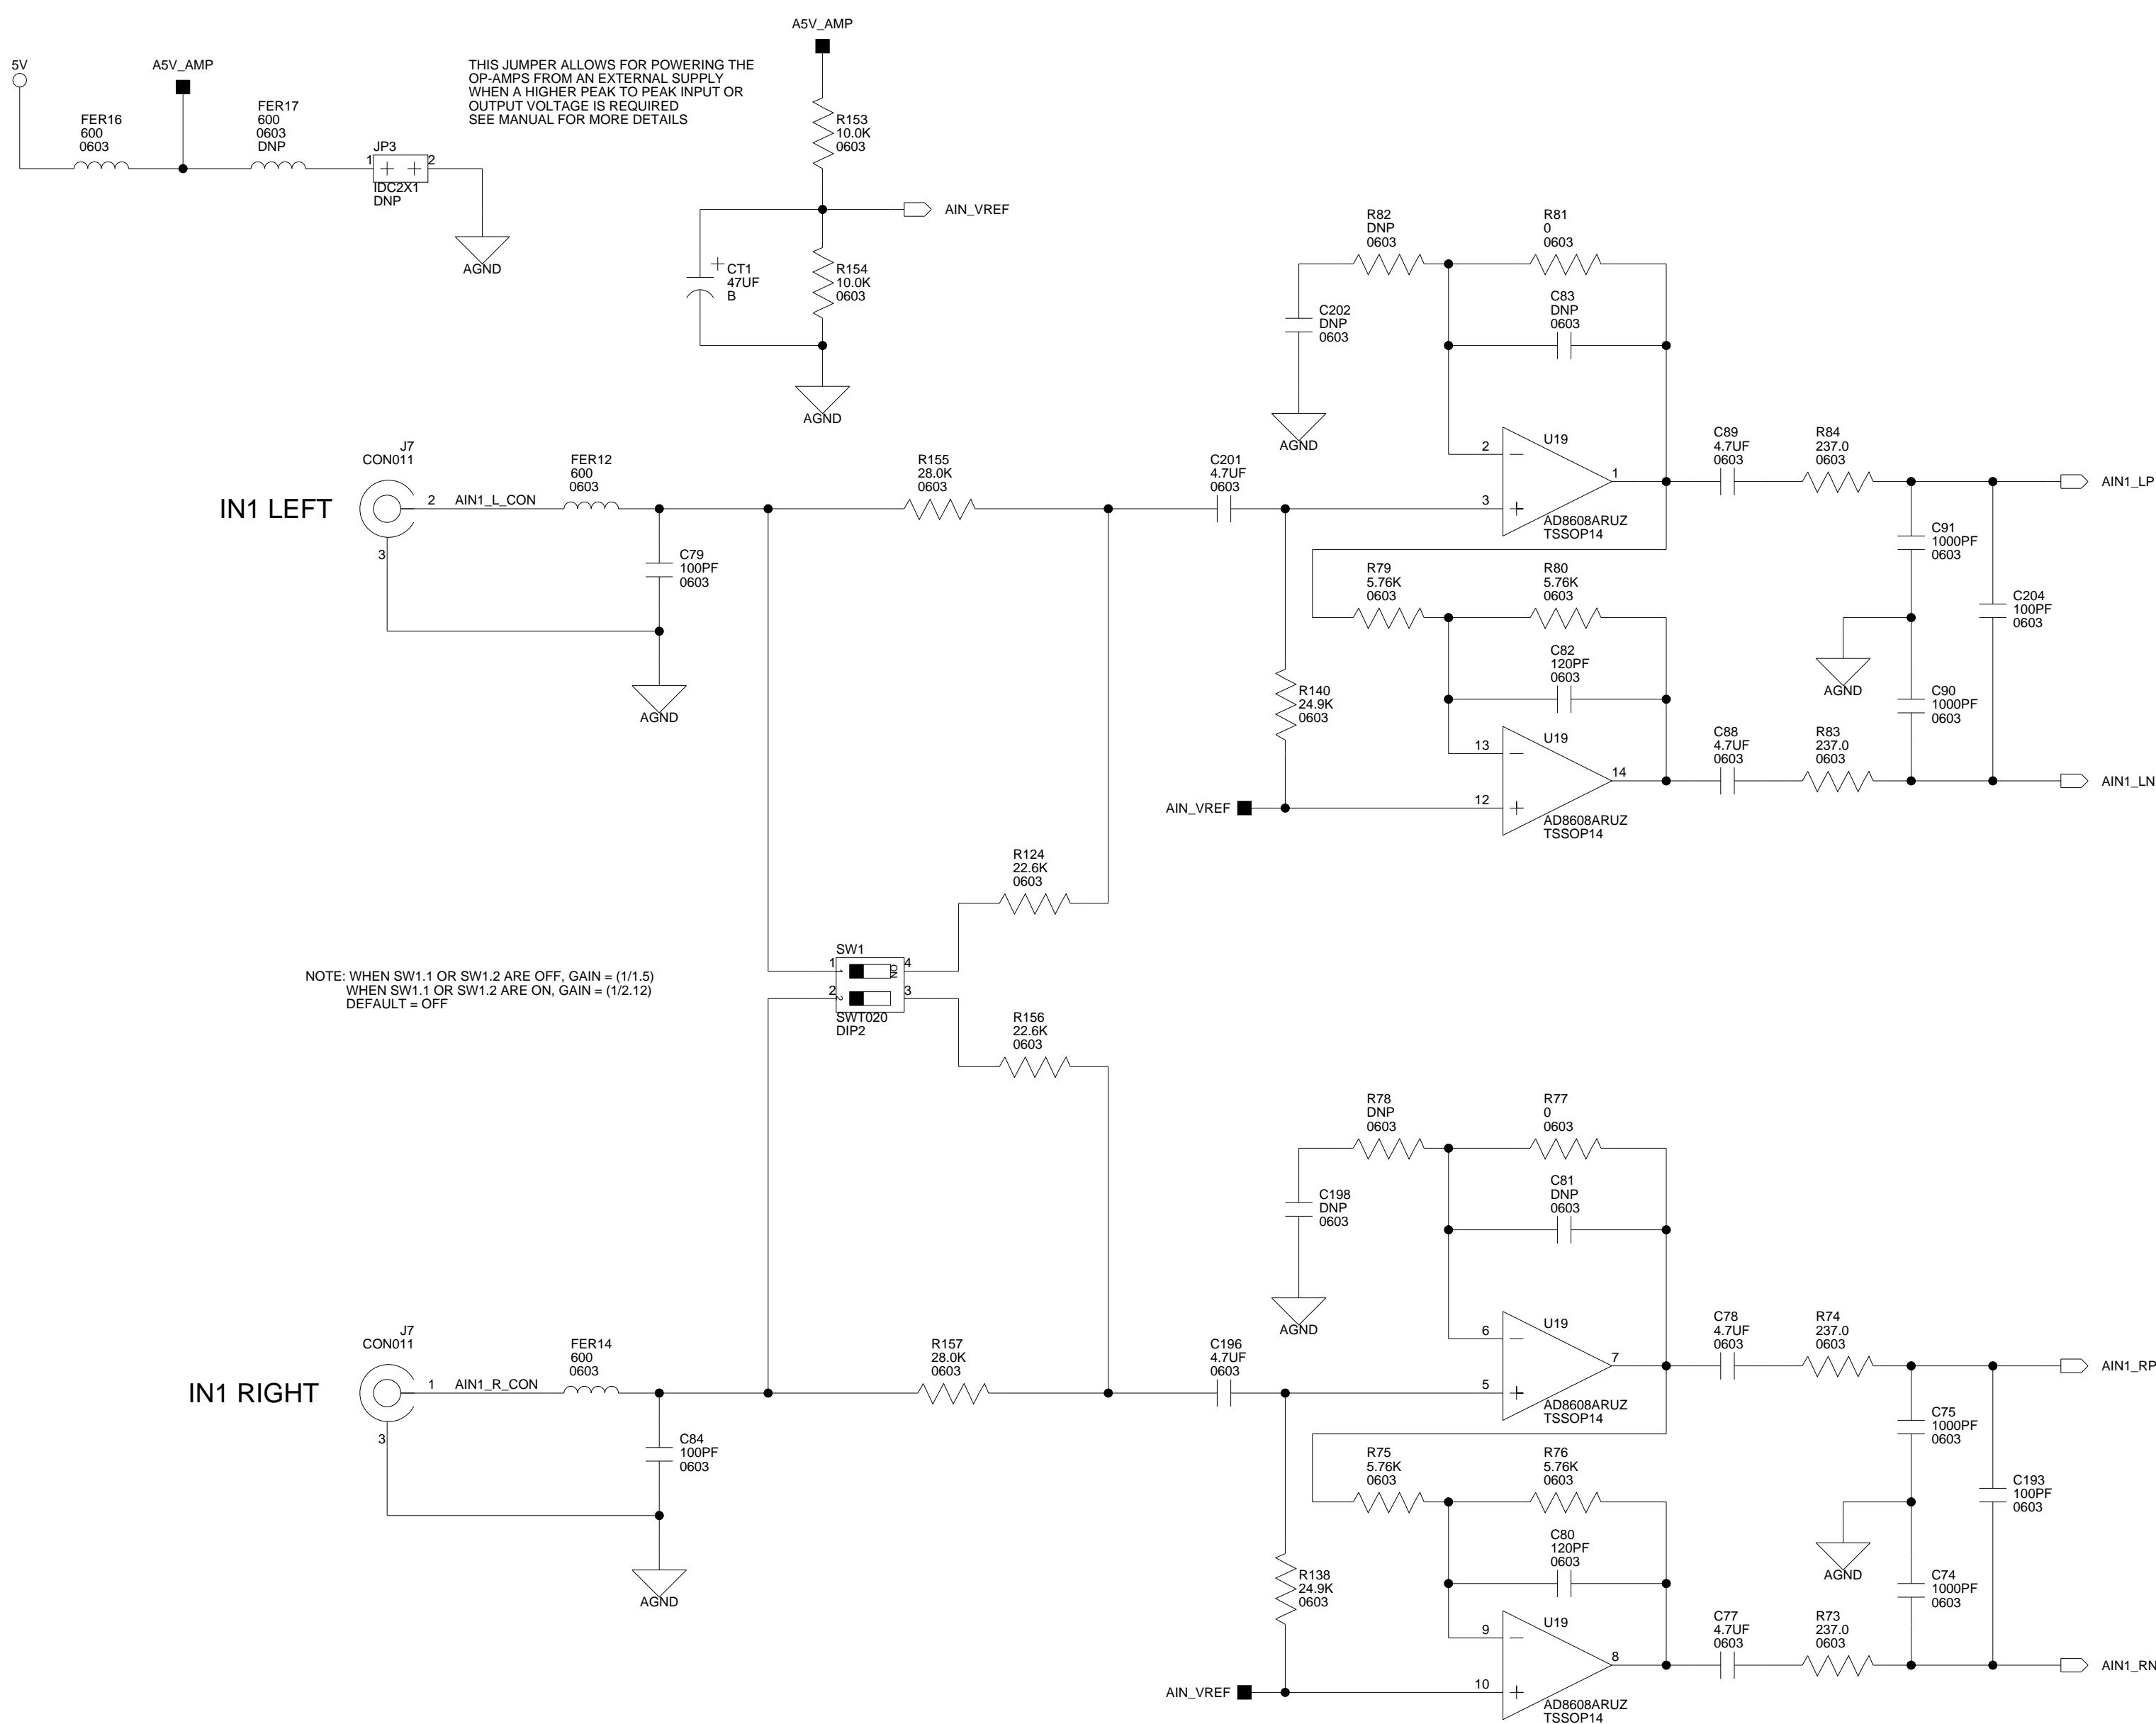 5V
A5V_AMP
FER16
600
0603
FER17
600
0603
DNP
JP3
1
2
IDC2X1
DNP
AGND
THIS JUMPER ALLOWS FOR POWERING THE
OP-AMPS FROM AN EXTERNAL SUPPLY
WHEN A HIGHER PEAK TO PEAK INPUT OR
OUTPUT VOLTAGE IS REQUIRED
SEE MANUAL FOR MORE DETAILS
A5V_AMP
R153
10.0K
0603
AIN_VREF
CT1
47UF
B
+
R154
10.0K
0603
AGND
R82
DNP
0603
R81
0
0603
C202
DNP
0603
C83
DNP
0603
AGND
J7
CON011
IN1 LEFT
2
AIN1_L_CON
3
FER12
600
0603
C79
100PF
0603
AGND
R155
28.0K
0603
C201
4.7UF
0603
2
3
U19
1
AD8608ARUZ
TSSOP14
C89
4.7UF
0603
R84
237.0
0603
AIN1_LP
C91
1000PF
0603
C204
100PF
0603
AGND
C90
1000PF
0603
R79
5.76K
0603
R80
5.76K
0603
C82
120PF
0603
R140
24.9K
0603
13
12
U19
14
AD8608ARUZ
TSSOP14
AIN_VREF
C88
4.7UF
0603
R83
237.0
0603
AIN1_LN
R124
22.6K
0603
SW1
1
4
1
ON
2
3
2
SWT020
DIP2
NOTE: WHEN SW1.1 OR SW1.2 ARE OFF, GAIN = (1/1.5)
WHEN SW1.1 OR SW1.2 ARE ON, GAIN = (1/2.12)
DEFAULT = OFF
R156
22.6K
0603
R78
DNP
0603
R77
0
0603
C198
DNP
0603
C81
DNP
0603
AGND
J7
CON011
IN1 RIGHT
1
AIN1_R_CON
3
FER14
600
0603
C84
100PF
0603
AGND
R157
28.0K
0603
C196
4.7UF
0603
6
5
U19
7
AD8608ARUZ
TSSOP14
C78
4.7UF
0603
R74
237.0
0603
AIN1_RP
C75
1000PF
0603
C193
100PF
0603
AGND
C74
1000PF
0603
R75
5.76K
0603
R76
5.76K
0603
C80
120PF
0603
R138
24.9K
0603
9
10
U19
8
AD8608ARUZ
TSSOP14
AIN_VREF
C77
4.7UF
0603
R73
237.0
0603
AIN1_RN